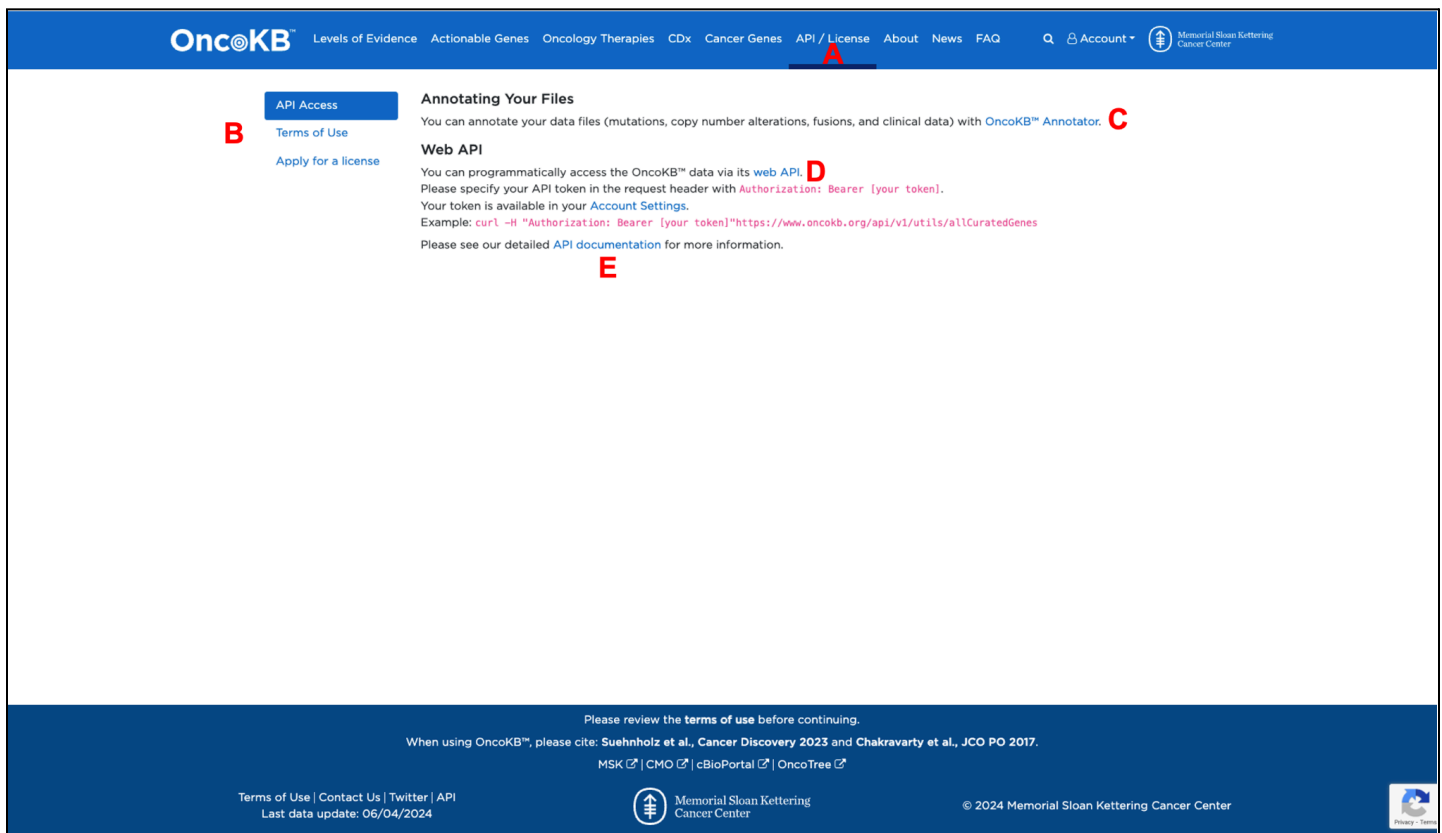 OncoKB™ Levels of Evidence Actionable Genes Oncology Therapies CDx Cancer Genes API / License About News FAQ Account Memorial Sloan Kettering
Cancer Center
A
API Access
B
Terms of Use
Apply for a license
Annotating Your Files
You can annotate your data files (mutations, copy number alterations, fusions, and clinical data) with OncoKB™ Annotator. C
Web API
You can programmatically access the OncoKB™ data via its web API. D
Please specify your API token in the request header with Authorization: Bearer [your token].
Your token is available in your Account Settings.
Example: curl -H "Authorization: Bearer [your token]"https://www.oncokb.org/api/v1/utils/allCuratedGenes
Please see our detailed API documentation for more information.
E
Please review the terms of use before continuing.
When using OncoKB™, please cite: Suehnholz et al., Cancer Discovery 2023 and Chakravarty et al., JCO PO 2017.
MSK | CMO | cBioPortal | OncoTree
Terms of Use | Contact Us | Twitter | API
Last data update: 06/04/2024
Memorial Sloan Kettering
Cancer Center
© 2024 Memorial Sloan Kettering Cancer Center
Privacy - Terms